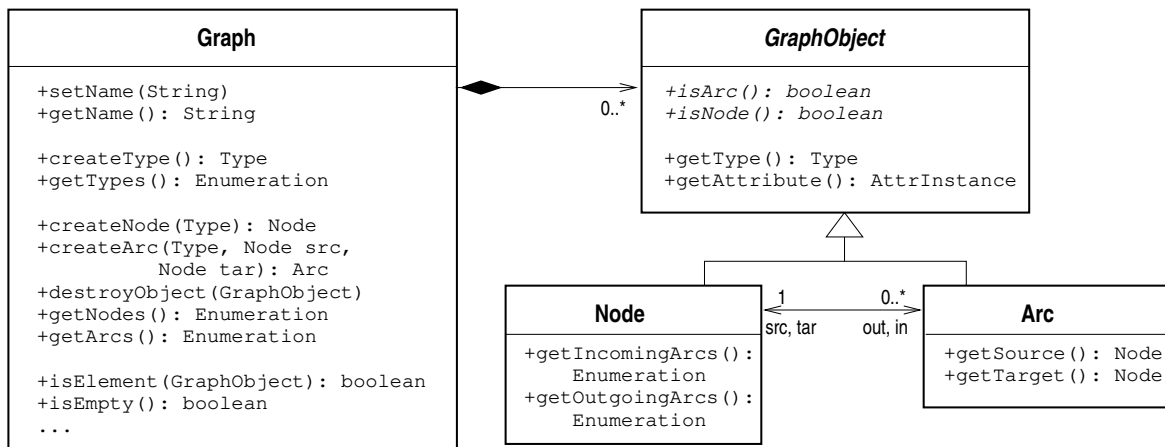 Graph
+setName(String)
+getName(): String
+createType(): Type
+getTypes(): Enumeration
+createNode(Type): Node
+createArc(Type, Node src,
Node tar): Arc
+destroyObject(GraphObject)
+getNodes(): Enumeration
+getArcs(): Enumeration
+isElement(GraphObject): boolean
+isEmpty(): boolean
...
0..*
GraphObject
+isArc(): boolean
+isNode(): boolean
+getType(): Type
+getAttribute(): AttrInstance
Node
+getIncomingArcs():
Enumeration
+getOutgoingArcs():
Enumeration
1
0..*
src, tar
out, in
Arc
+getSource(): Node
+getTarget(): Node